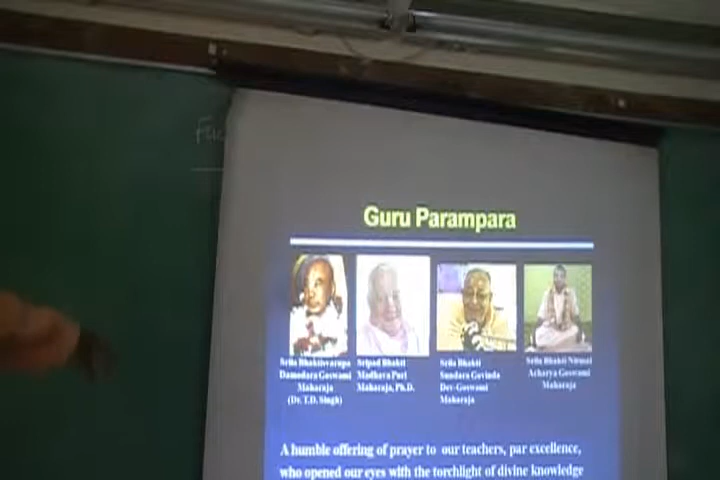 Guru Parampara
Srila Bhaktisvarupa
Damodara Goswami
Maharaja
(Dr. T.D. Singh)
Sripad Bhakti
Madhava Puri
Maharaja, Ph.D.
Srila Bhakti
Sundara Govinda
Dev-Goswami
Maharaja
Srila Bhakti Nirmal
Acharya Goswami
Maharaja
A humble offering of prayer to our teachers, par excellence,
who opened our eyes with the torchlight of divine knowledge